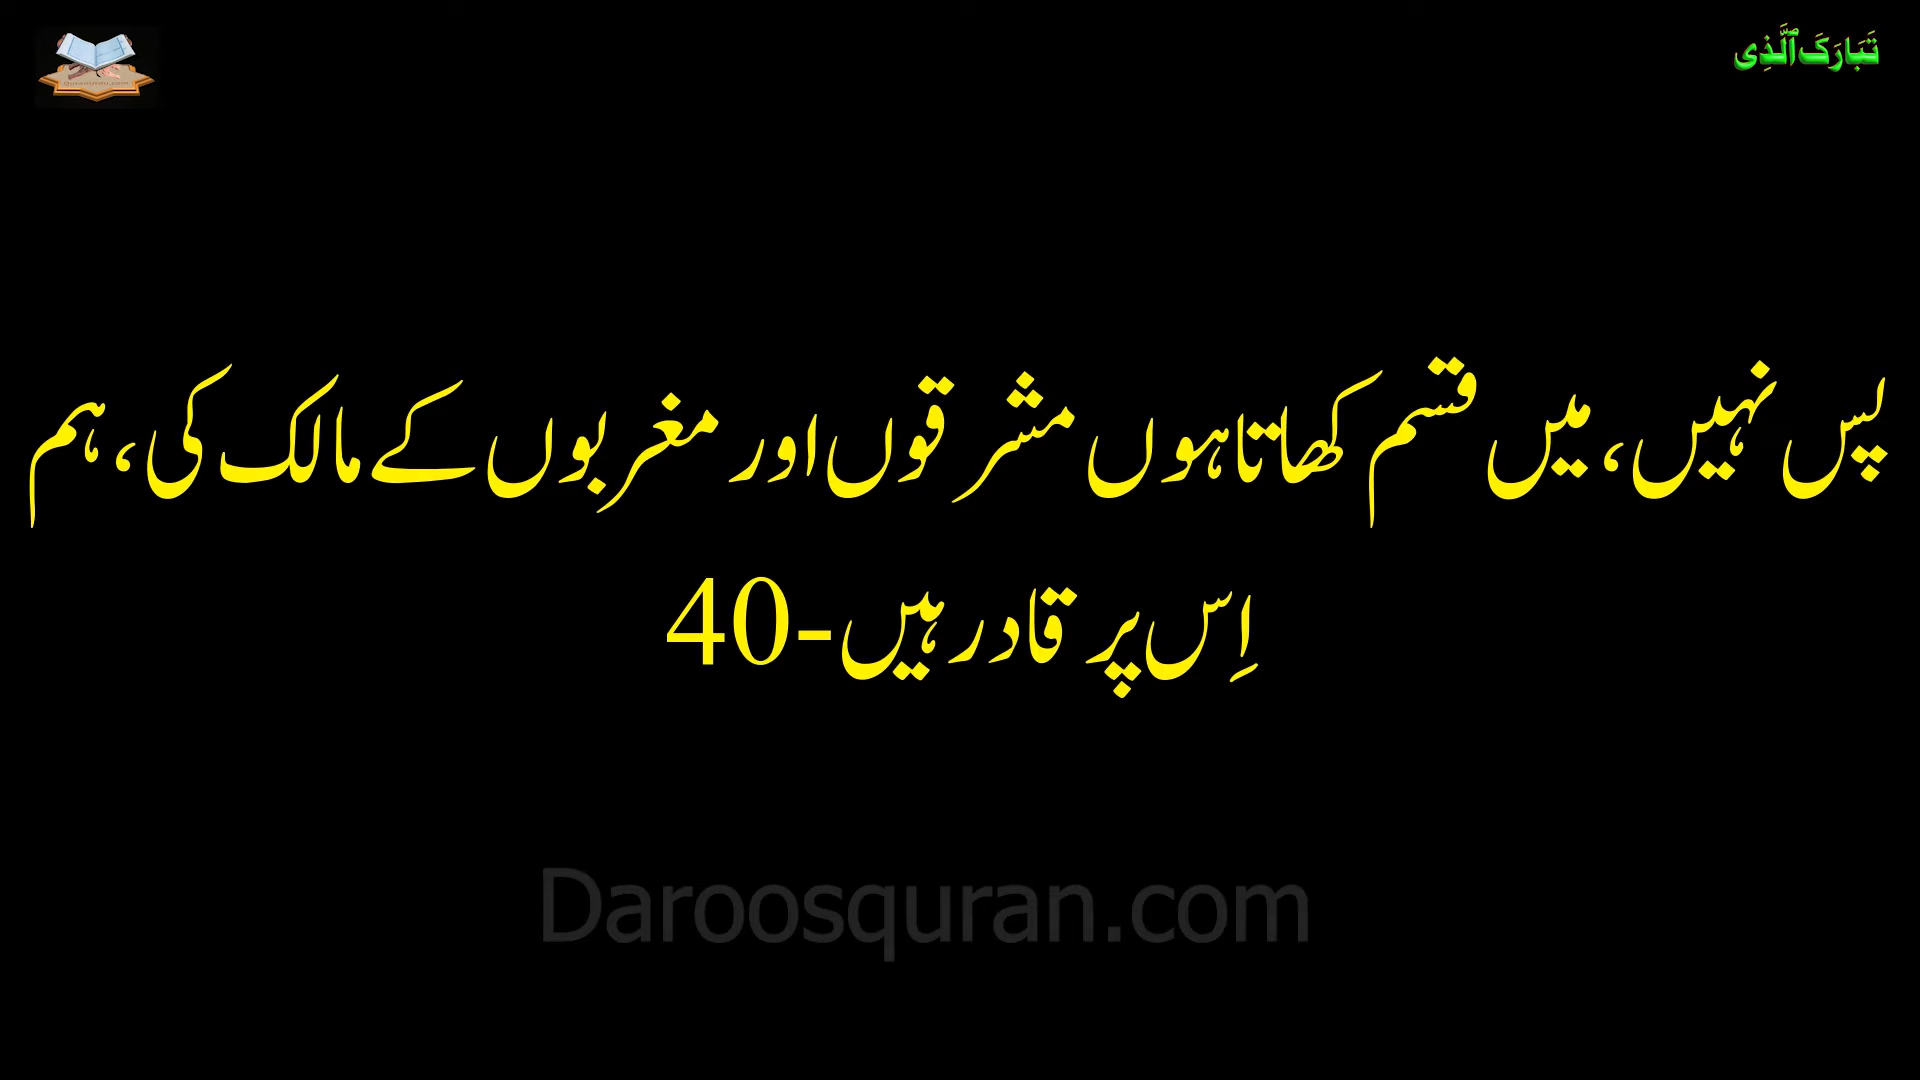 تَبَارَکَ ٱلَّذِی
پس نہیں، میں قسم کھاتا ہوں مشرقوں اور مغربوں کے مالک کی، ہم
اِس پر قادر ہیں-40
Daroosquran.com